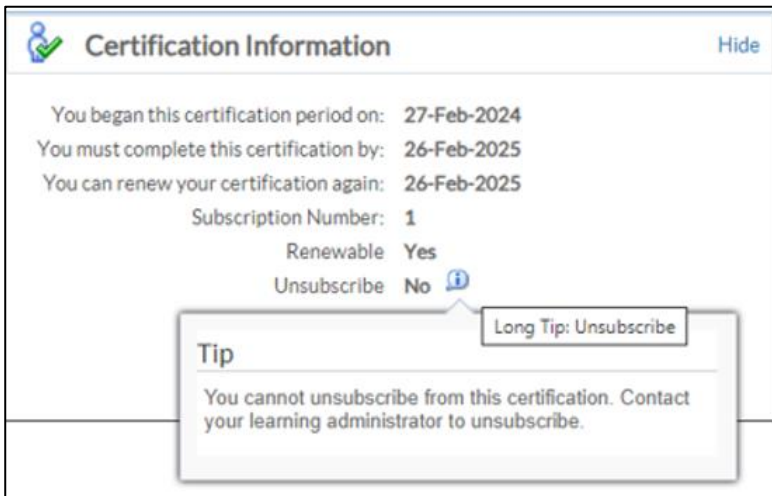 Certification Information
Hide
You began this certification period on: 27-Feb-2024
You must complete this certification by: 26-Feb-2025
You can renew your certification again: 26-Feb-2025
Subscription Number: 1
Renewable Yes
Unsubscribe No
Long Tip: Unsubscribe
Tip
You cannot unsubscribe from this certification. Contact
your learning administrator to unsubscribe.